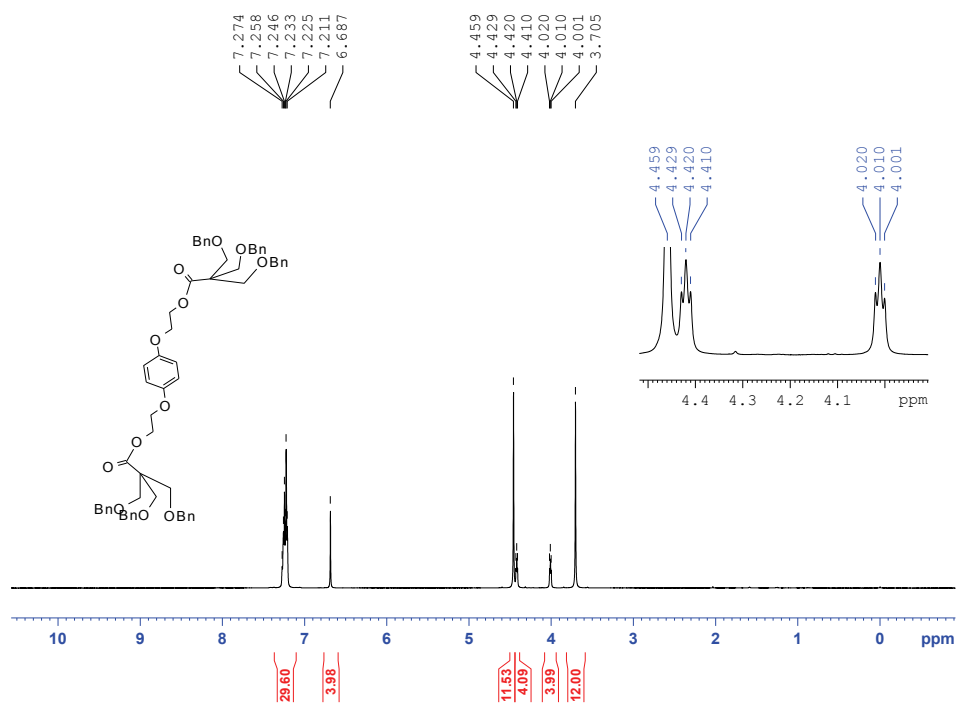 7.274
7.258
7.246
7.233
7.225
7.211
6.687
4.459
4.429
4.420
4.410
4.020
4.010
4.001
3.705
4.459
4.429
4.420
4.410
4.020
4.010
4.001
4.4 4.3 4.2 4.1 ppm
BnO
OBn
OBn
O
O
O
O
O
O
BnO
BnO
OBn
10 9 8 7 6 5 4 3 2 1 0 ppm
29.60
3.98
11.53
4.09
3.99
12.00